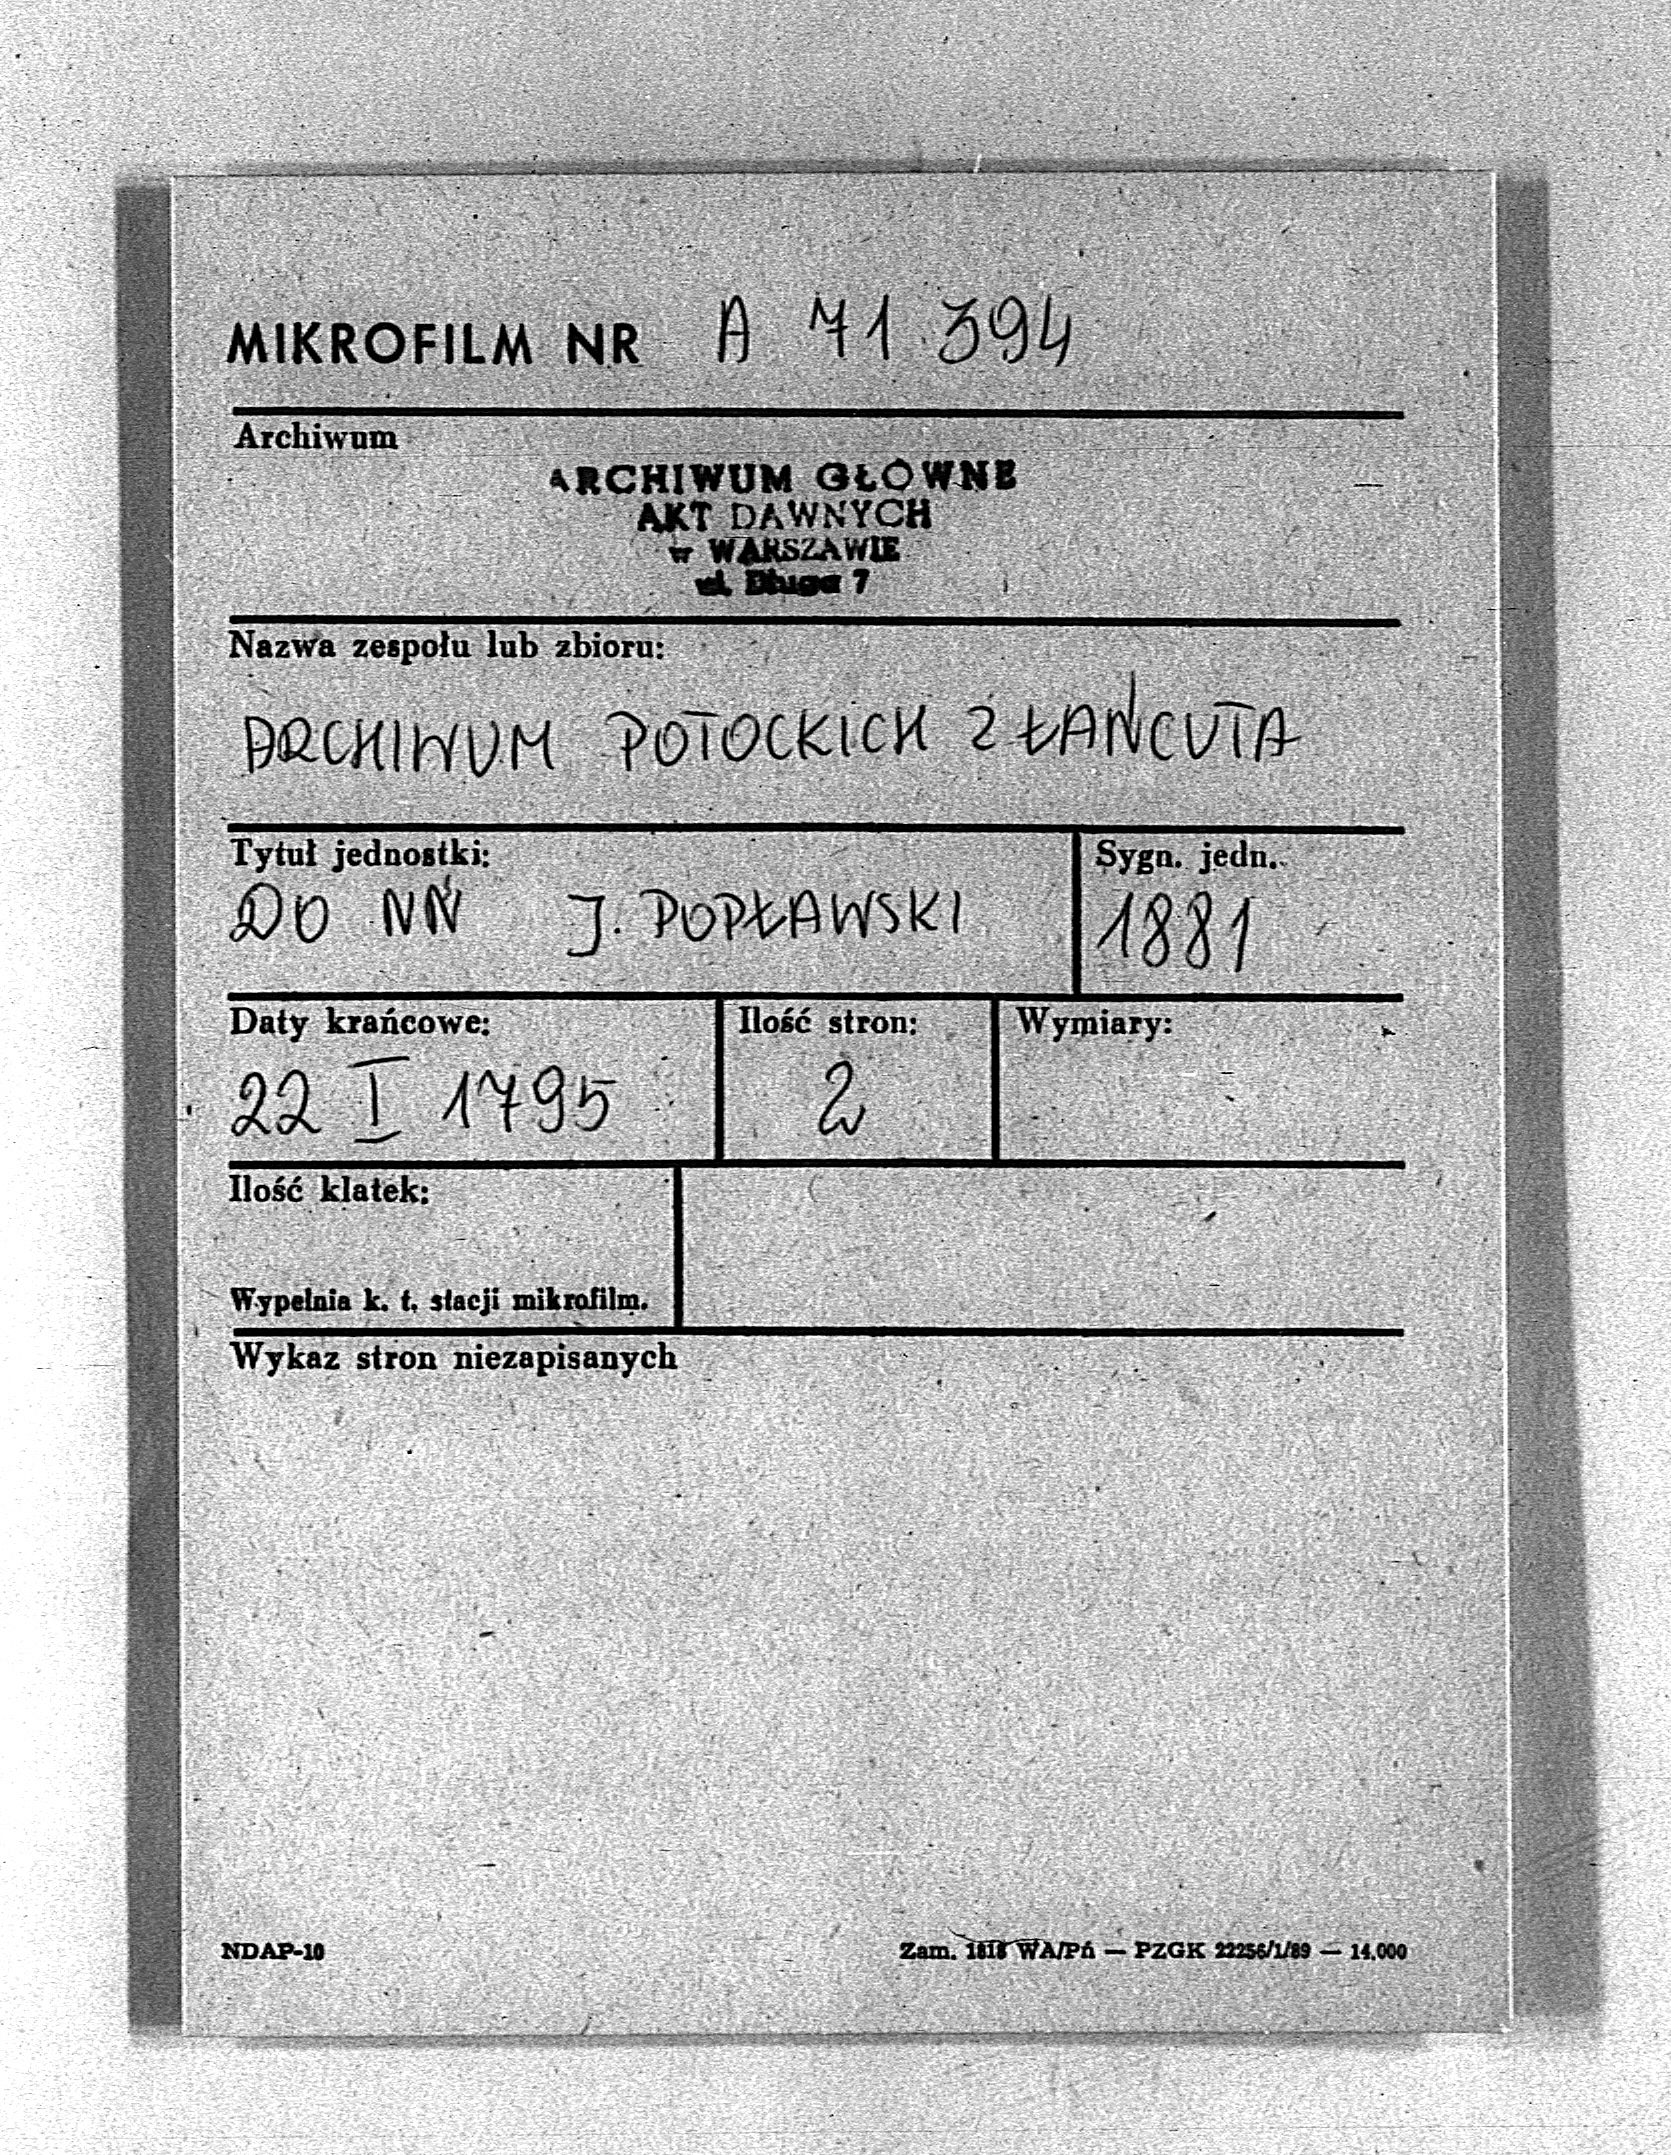 MIKROFILM NR A 71 394
Archiwum
ARCHIWUM GŁÓWNE
AKT DAWNYCH
w WARSZAWIE
ul. Długa 7
Nazwa zespołu lub zbioru:
ARCHIWUM POTOCKICH Z ŁAŃCUTA
Tytuł jednostki: Sygn. jedn.
DO NN J. POPŁAWSKI 1881
Daty krańcowe: Ilość stron: Wymiary:
22 I 1795 2
Ilość klatek:
Wypełnia k. t. stacji mikrofilm.
Wykaz stron niezapisanych
NDAP-10 Zam. 1818 WA/Pń — PZGK 22256/1/89 — 14.000